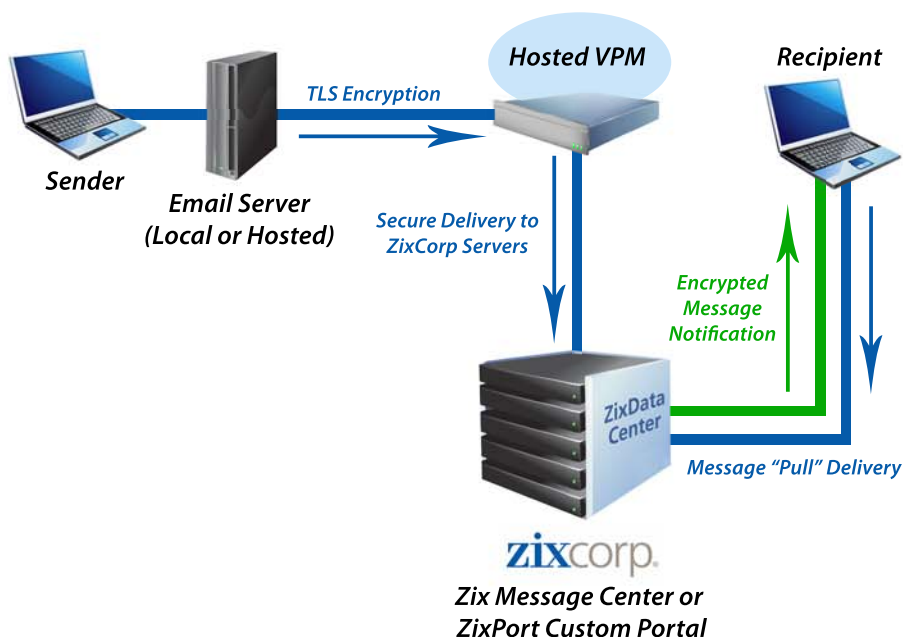 Hosted VPM
Recipient
TLS Encryption
Sender
Email Server
(Local or Hosted)
Secure Delivery to
ZixCorp Servers
Encrypted
Message
Notification
ZixData
Center
Message “Pull” Delivery
zixcorp.
Zix Message Center or
ZixPort Custom Portal